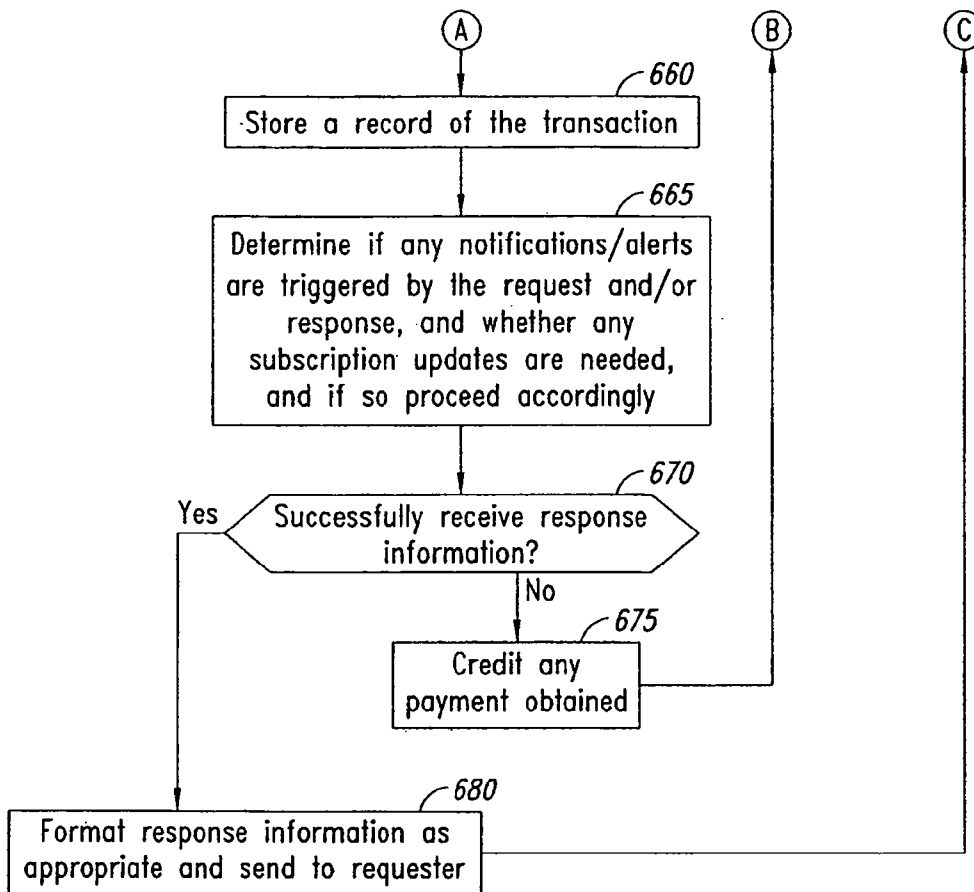 A
B
C
660
Store a record of the transaction
665
Determine if any notifications/alerts
are triggered by the request and/or
response, and whether any
subscription updates are needed,
and if so proceed accordingly
670
Yes
Successfully receive response
information?
No
675
Credit any
payment obtained
680
Format response information as
appropriate and send to requester